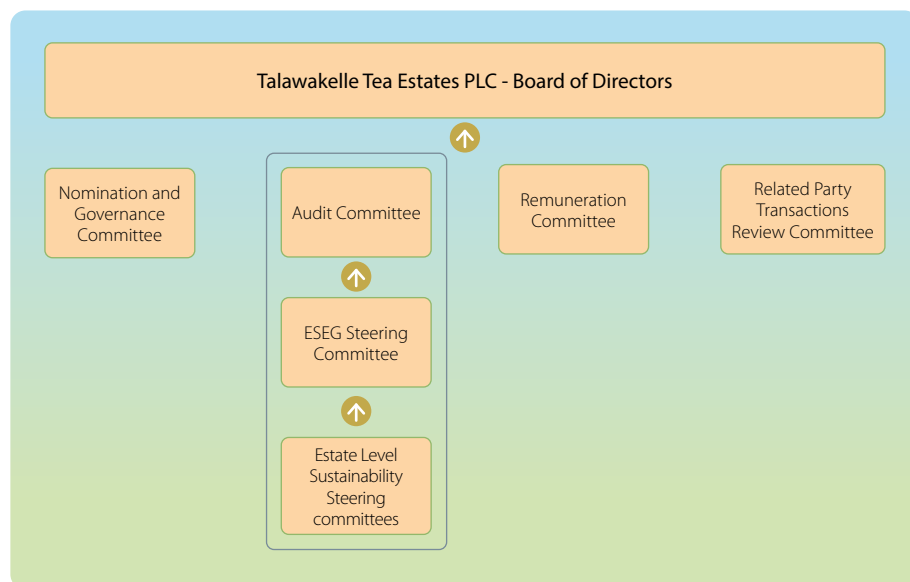 Talawakelle Tea Estates PLC - Board of Directors
Nomination and
Governance
Committee
Audit Committee
Remuneration
Committee
Related Party
Transactions
Review Committee
ESEG Steering
Committee
Estate Level
Sustainability
Steering
committees